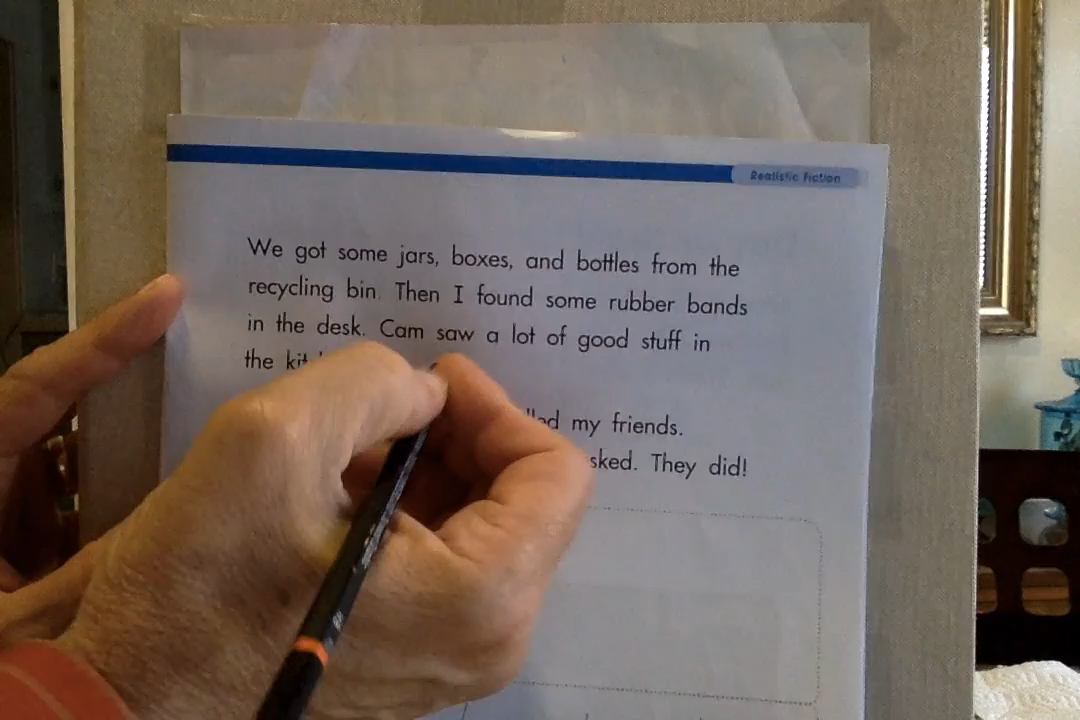 Realistic Fiction
We got some jars, boxes, and bottles from the
recycling bin. Then I found some rubber bands
in the desk. Cam saw a lot of good stuff in
the
my friends.
They did!